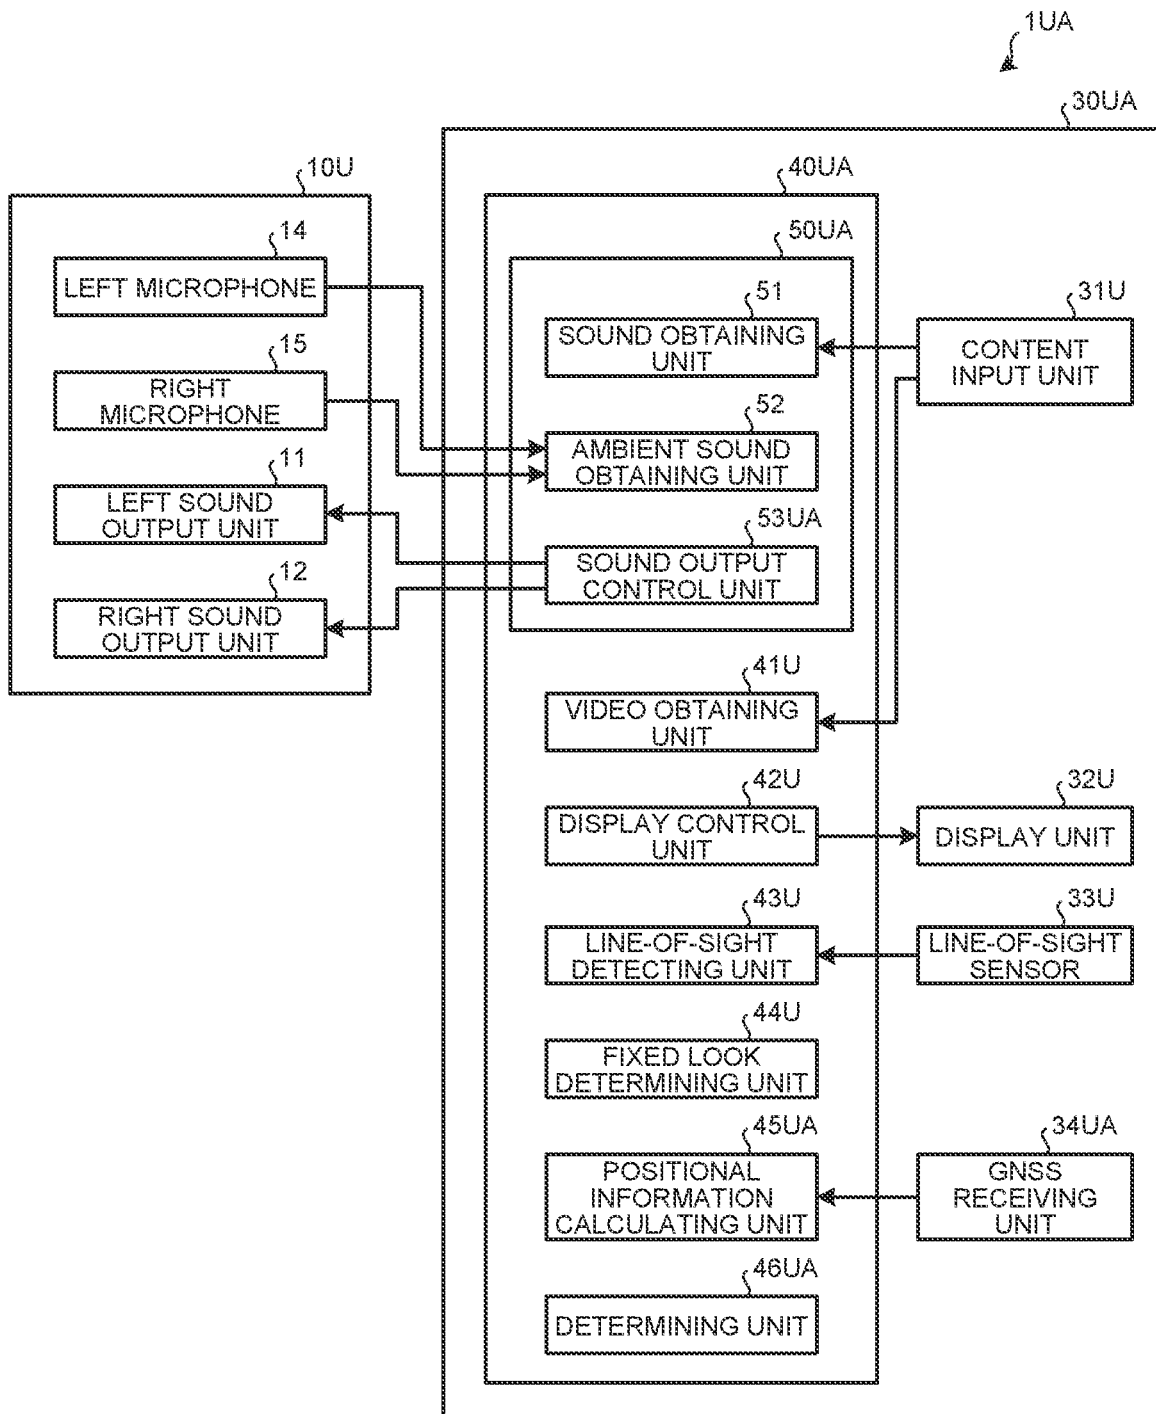 1UA
30UA
10U
40UA
14
LEFT MICROPHONE
50UA
51
SOUND OBTAINING
UNIT
31U
CONTENT
INPUT UNIT
15
RIGHT
MICROPHONE
52
AMBIENT SOUND
OBTAINING UNIT
11
LEFT SOUND
OUTPUT UNIT
53UA
SOUND OUTPUT
CONTROL UNIT
12
RIGHT SOUND
OUTPUT UNIT
41U
VIDEO OBTAINING
UNIT
42U
DISPLAY CONTROL
UNIT
32U
DISPLAY UNIT
43U
LINE-OF-SIGHT
DETECTING UNIT
33U
LINE-OF-SIGHT
SENSOR
44U
FIXED LOOK
DETERMINING UNIT
45UA
POSITIONAL
INFORMATION
CALCULATING UNIT
34UA
GNSS
RECEIVING
UNIT
46UA
DETERMINING UNIT